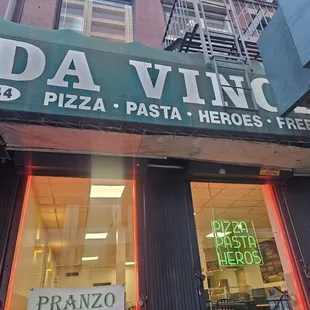 DA VINC
PIZZA · PASTA · HEROES · FREE
PIZZA
PASTA
HEROS
PRANZO